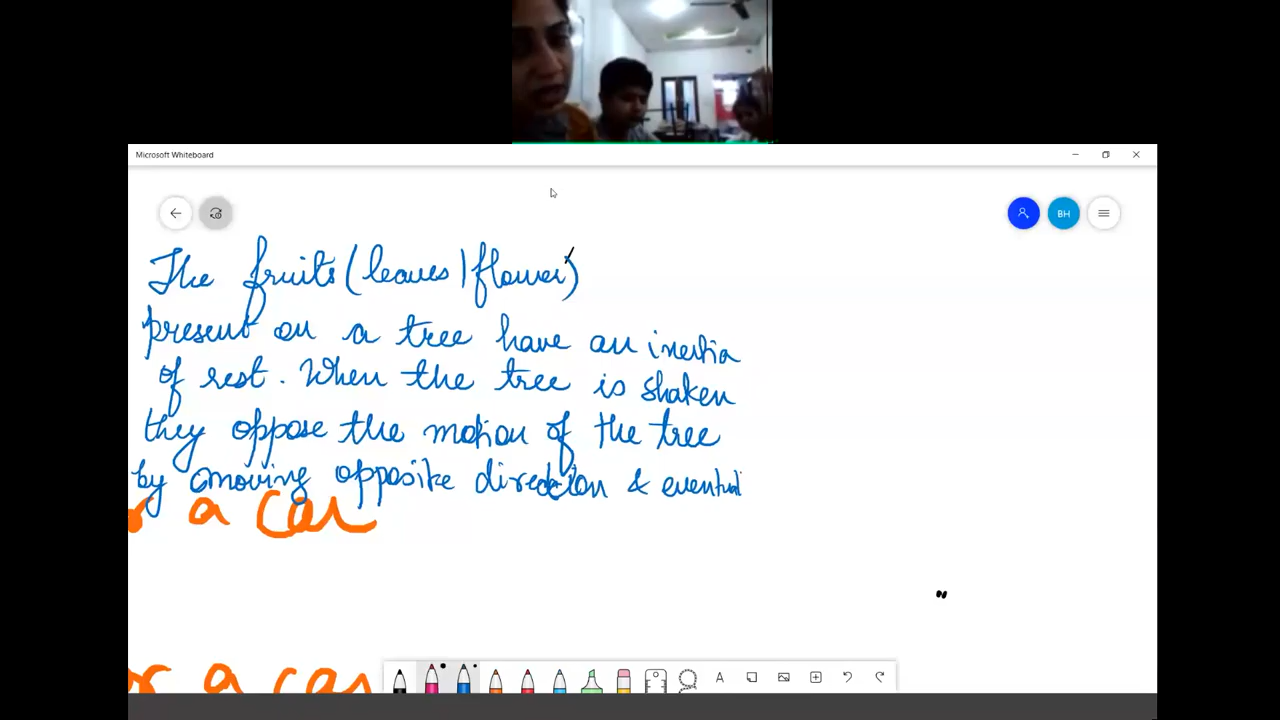 Microsoft Whiteboard
BH
The fruits (leaves | flower)
present on a tree have an inertia
of rest. When the tree is shaken
they oppose the motion of the tree
by moving opposite direction & eventual
a car
a car
A